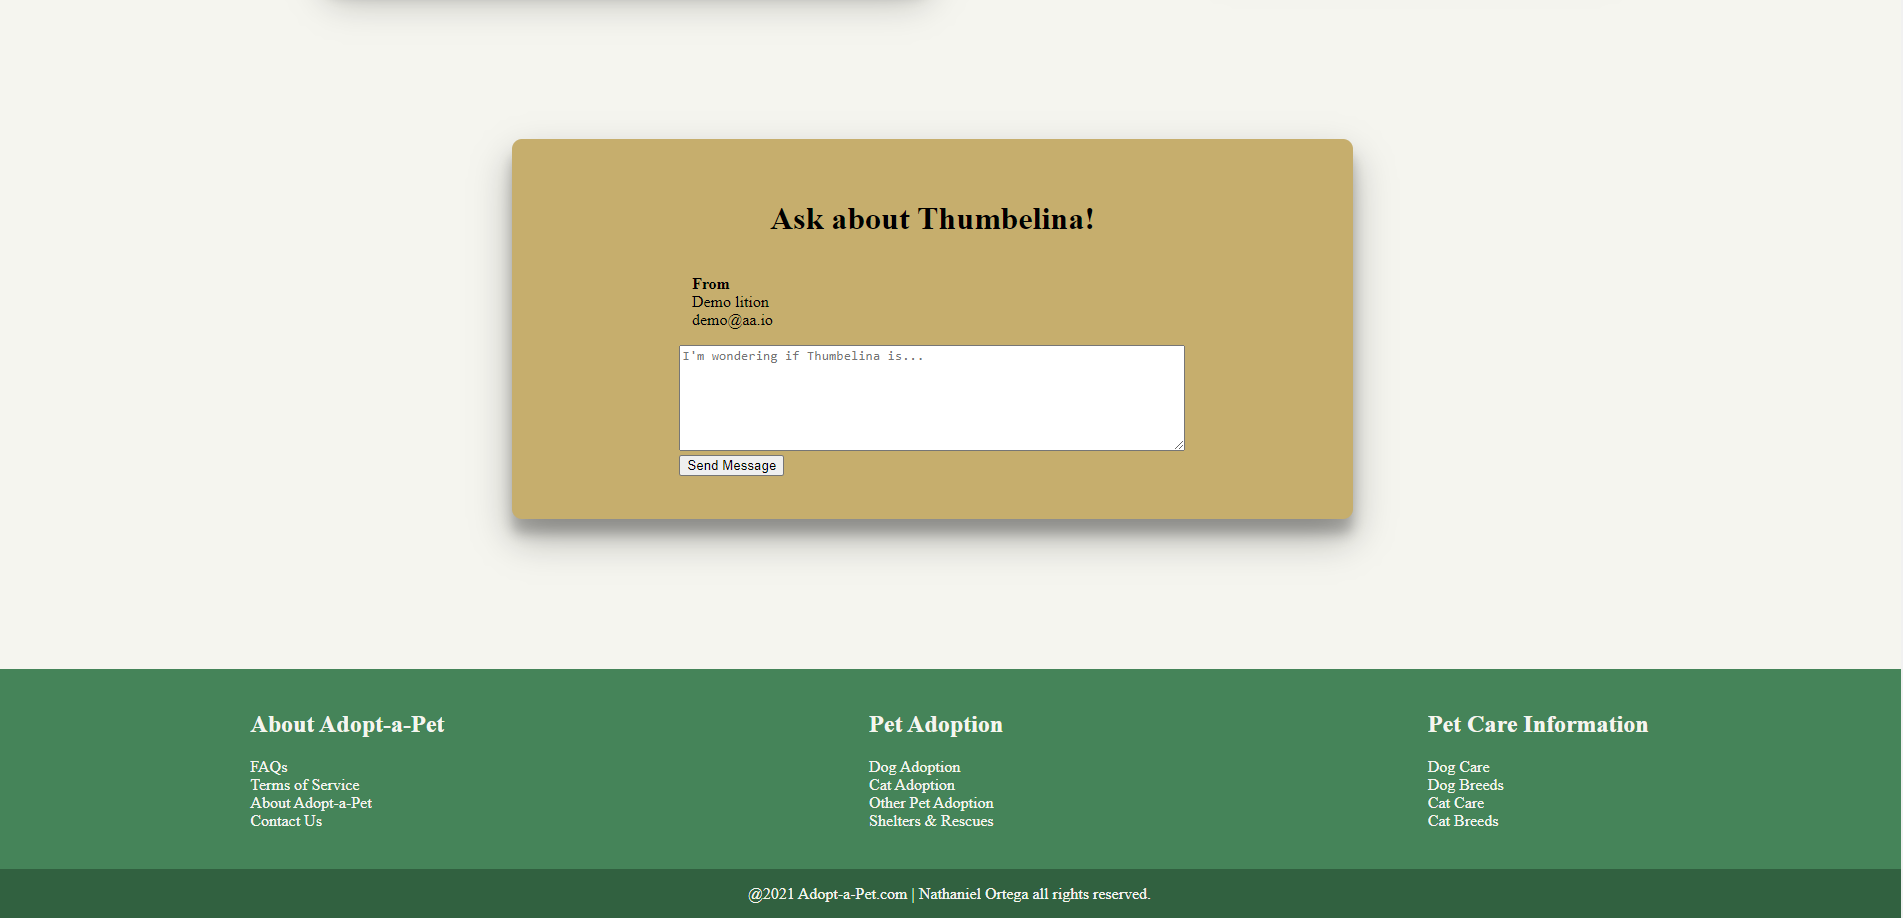 Ask about Thumbelina!
From
Demo lition
demo@aa.io
I'm wondering if Thumbelina is...
Send Message
About Adopt-a-Pet
FAQs
Terms of Service
About Adopt-a-Pet
Contact Us
Pet Adoption
Dog Adoption
Cat Adoption
Other Pet Adoption
Shelters & Rescues
Pet Care Information
Dog Care
Dog Breeds
Cat Care
Cat Breeds
@2021 Adopt-a-Pet.com | Nathaniel Ortega all rights reserved.